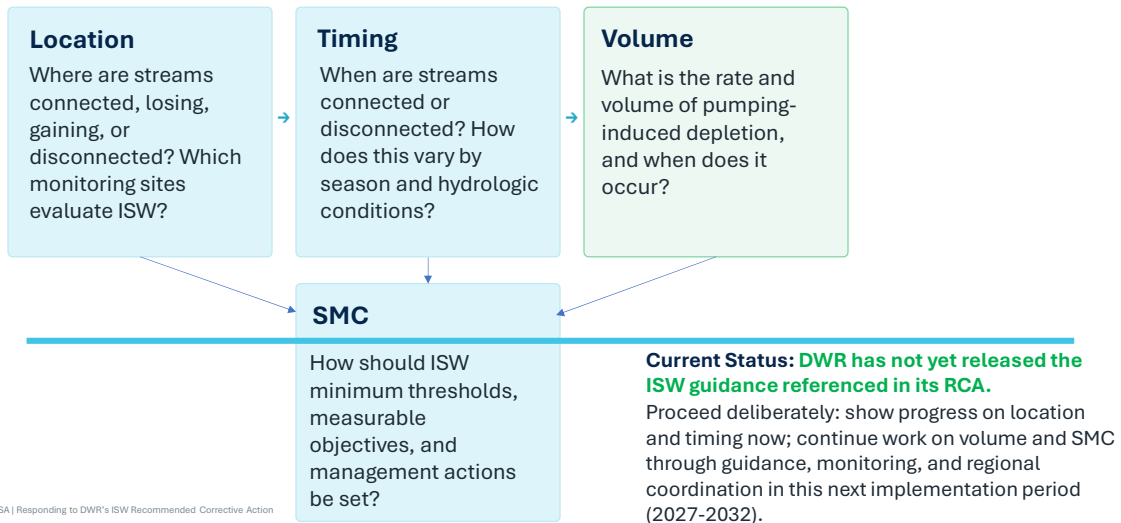 Location
Where are streams
connected, losing,
gaining, or
disconnected? Which
monitoring sites
evaluate ISW?
→
Timing
When are streams
connected or
disconnected? How
does this vary by
season and hydrologic
conditions?
→
Volume
What is the rate and
volume of pumping-
induced depletion,
and when does it
occur?
SMC
How should ISW
minimum thresholds,
measurable
objectives, and
management actions
be set?
Current Status: DWR has not yet released the
ISW guidance referenced in its RCA.
Proceed deliberately: show progress on location
and timing now; continue work on volume and SMC
through guidance, monitoring, and regional
coordination in this next implementation period
(2027-2032).
SA | Responding to DWR's ISW Recommended Corrective Action